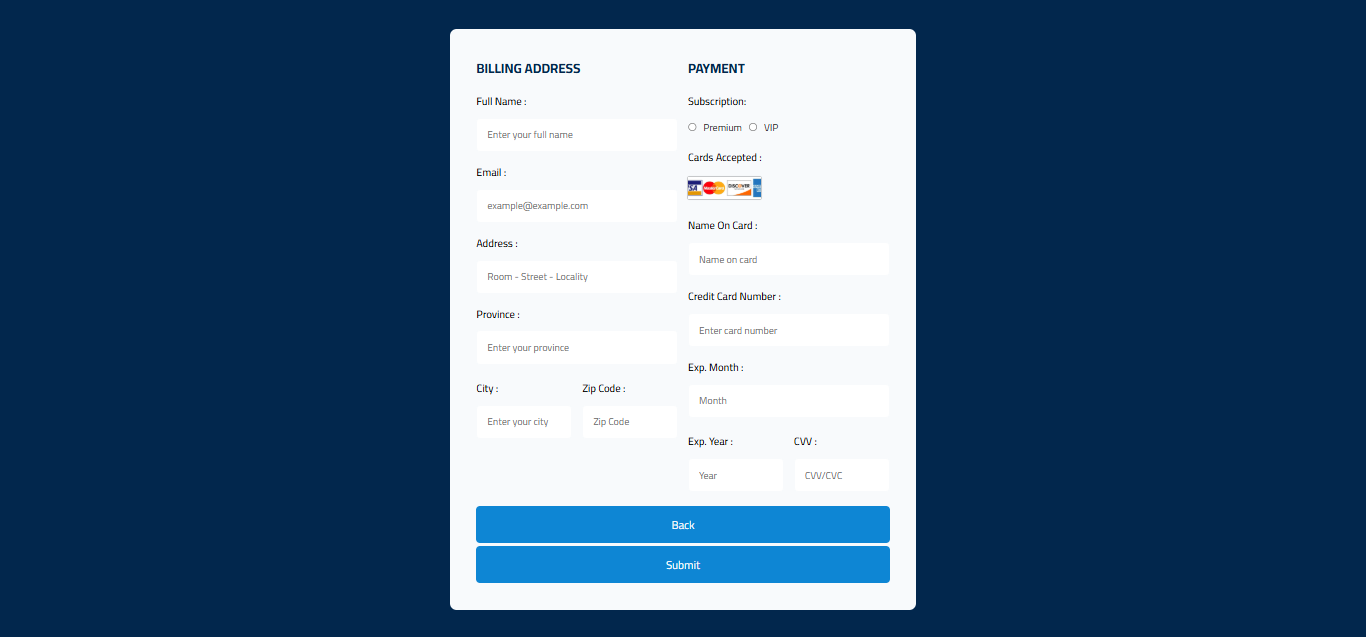 BILLING ADDRESS
Full Name :
Enter your full name
Email :
example@example.com
Address :
Room - Street - Locality
Province :
Enter your province
City :
Zip Code :
Enter your city
Zip Code
PAYMENT
Subscription:
Premium VIP
Cards Accepted :
MasterCard
DISCOVER
Name On Card :
Name on card
Credit Card Number :
Enter card number
Exp. Month :
Month
Exp. Year :
CVV :
Year
CVV/CVC
Back
Submit